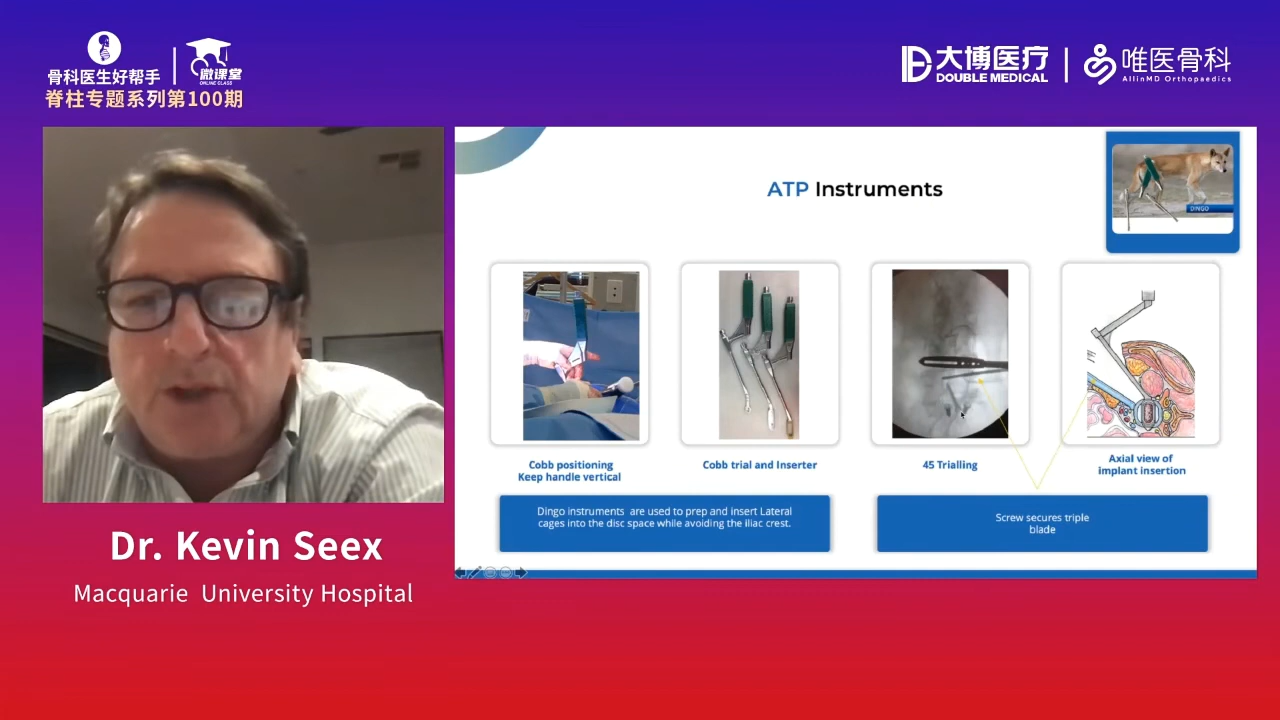 骨科医生好帮手
微课堂
ONLINE CLASS
脊柱专题系列第100期
大博医疗
DOUBLE MEDICAL
唯医骨科
AllinMD Orthopaedics
ATP Instruments
DINGO
Cobb positioning
Keep handle vertical
Cobb trial and Inserter
45 Trialling
Axial view of
implant insertion
Dingo instruments are used to prep and insert Lateral
cages into the disc space while avoiding the iliac crest.
Screw secures triple
blade
Dr. Kevin Seex
Macquarie University Hospital